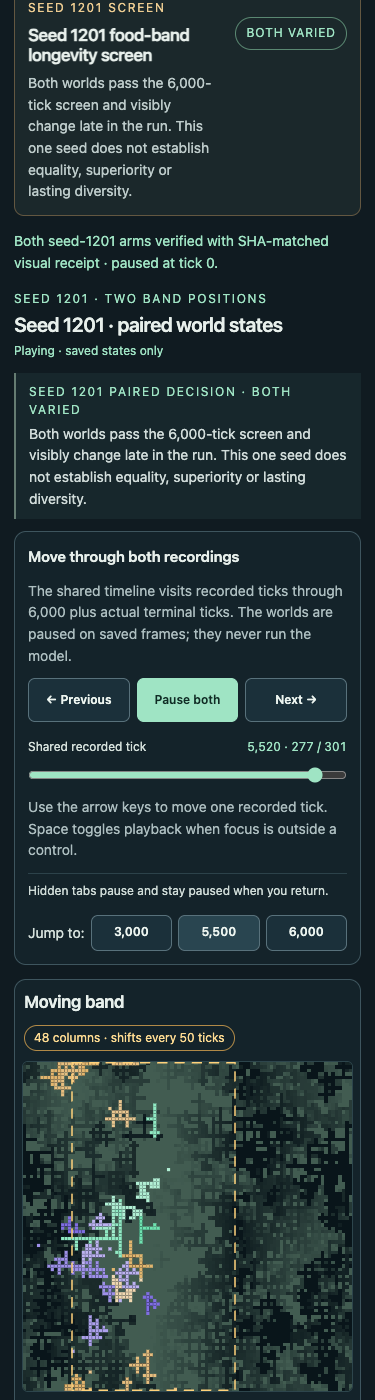 SEED 1201 SCREEN
Seed 1201 food-band
longevity screen
BOTH VARIED
Both worlds pass the 6,000-
tick screen and visibly
change late in the run. This
one seed does not establish
equality, superiority or
lasting diversity.
Both seed-1201 arms verified with SHA-matched
visual receipt · paused at tick 0.
SEED 1201 · TWO BAND POSITIONS
Seed 1201 · paired world states
Playing · saved states only
SEED 1201 PAIRED DECISION · BOTH
VARIED
Both worlds pass the 6,000-tick screen and
visibly change late in the run. This one seed does
not establish equality, superiority or lasting
diversity.
Move through both recordings
The shared timeline visits recorded ticks through
6,000 plus actual terminal ticks. The worlds are
paused on saved frames; they never run the
model.
← Previous
Pause both
Next →
Shared recorded tick
5,520 · 277 / 301
Use the arrow keys to move one recorded tick.
Space toggles playback when focus is outside a
control.
Hidden tabs pause and stay paused when you return.
Jump to:
3,000
5,500
6,000
Moving band
48 columns · shifts every 50 ticks